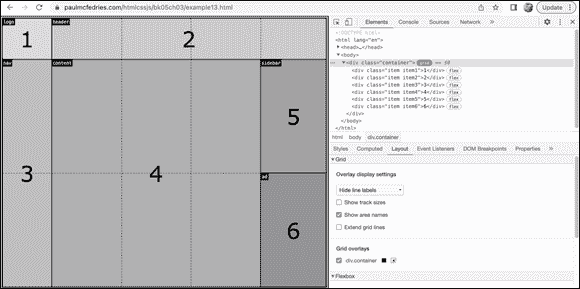 paulmcfedries.com/htmlcssjs/bk05ch03/example13.html
Update
logo
header
1
2
nav
content
sidebar
3
4
5
ad
6
Elements
<!DOCTYPE html>
<html lang="en">
<head>…</head>
<body>
<div class="container"> grid == $0
<div class="item item1">1</div> flex
<div class="item item2">2</div> flex
<div class="item item3">3</div> flex
<div class="item item4">4</div> flex
<div class="item item5">5</div> flex
<div class="item item6">6</div> flex
</div>
</body>
</html>
html body div.container
Styles Computed Layout Event Listeners DOM Breakpoints Properties
Grid
Overlay display settings
Hide line labels
Show track sizes
Show area names
Extend grid lines
Grid overlays
div.container
Flexbox